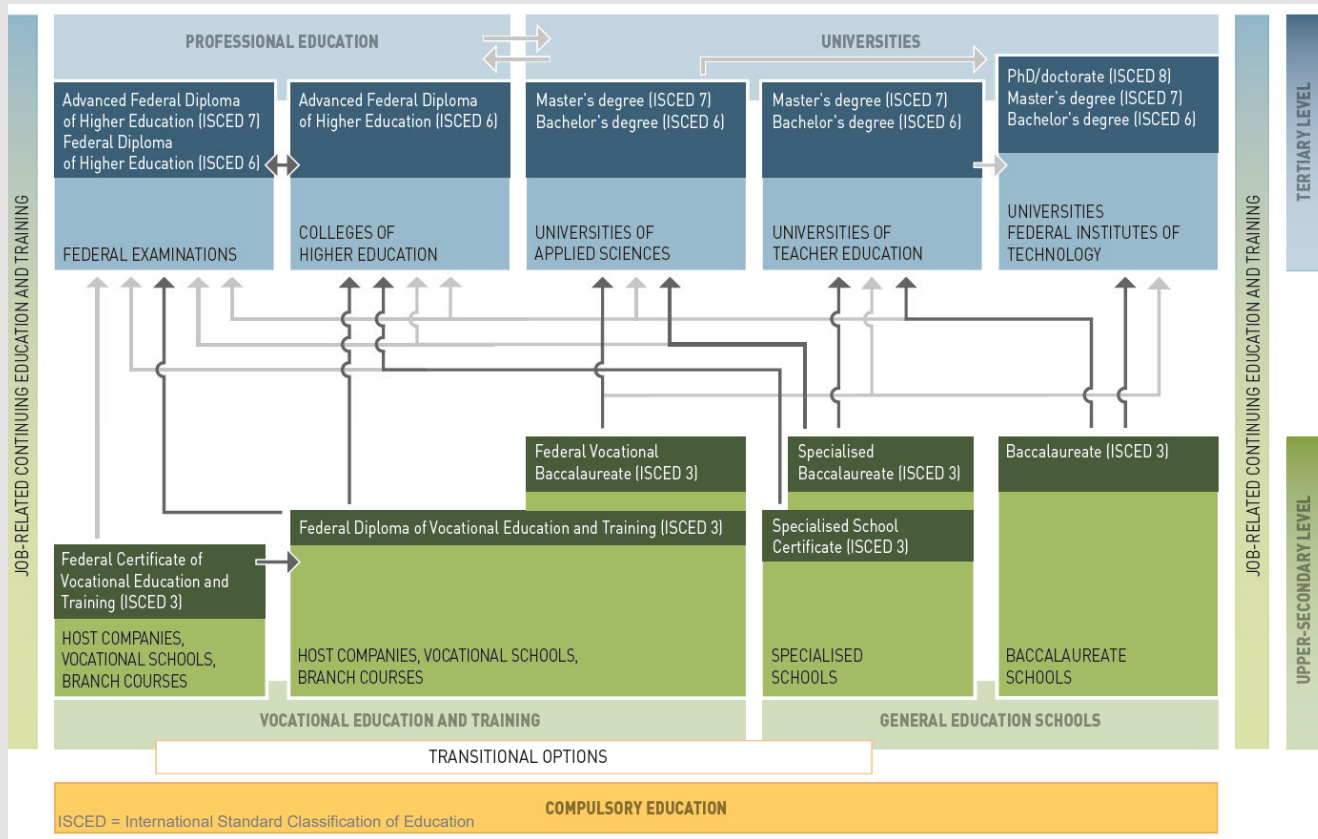 PROFESSIONAL EDUCATION
UNIVERSITIES
Advanced Federal Diploma
of Higher Education (ISCED 7)
Federal Diploma
of Higher Education (ISCED 6)
FEDERAL EXAMINATIONS
Advanced Federal Diploma
of Higher Education (ISCED 6)
COLLEGES OF
HIGHER EDUCATION
Master's degree (ISCED 7)
Bachelor's degree (ISCED 6)
UNIVERSITIES OF
APPLIED SCIENCES
Master's degree (ISCED 7)
Bachelor's degree (ISCED 6)
UNIVERSITIES OF
TEACHER EDUCATION
PhD/doctorate (ISCED 8)
Master's degree (ISCED 7)
Bachelor's degree (ISCED 6)
UNIVERSITIES
FEDERAL INSTITUTES OF
TECHNOLOGY
JOB-RELATED CONTINUING EDUCATION AND TRAINING
JOB-RELATED CONTINUING EDUCATION AND TRAINING
TERTIARY LEVEL
UPPER-SECONDARY LEVEL
Federal Vocational
Baccalaureate (ISCED 3)
Specialised
Baccalaureate (ISCED 3)
Baccalaureate (ISCED 3)
Federal Diploma of Vocational Education and Training (ISCED 3)
Specialised School
Certificate (ISCED 3)
Federal Certificate of
Vocational Education and
Training (ISCED 3)
HOST COMPANIES,
VOCATIONAL SCHOOLS,
BRANCH COURSES
HOST COMPANIES, VOCATIONAL SCHOOLS,
BRANCH COURSES
SPECIALISED
SCHOOLS
BACCALAUREATE
SCHOOLS
VOCATIONAL EDUCATION AND TRAINING
GENERAL EDUCATION SCHOOLS
TRANSITIONAL OPTIONS
COMPULSORY EDUCATION
ISCED = International Standard Classification of Education